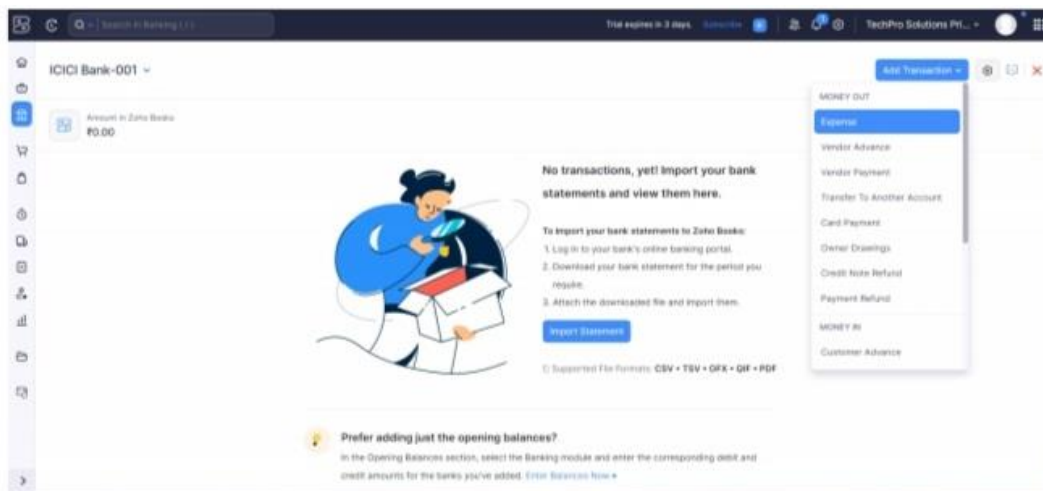 Search in Banking ( / )
Trial expires in 3 days. Subscribe
TechPro Solutions Pri...
ICICI Bank-001
Add Transaction
Amount in Zoho Books
₹0.00
MONEY OUT
Expense
Vendor Advance
Vendor Payment
Transfer To Another Account
Card Payment
Owner Drawings
Credit Note Refund
Payment Refund
MONEY IN
Customer Advance
No transactions, yet! Import your bank
statements and view them here.
To import your bank statements to Zoho Books:
1. Log in to your bank's online banking portal.
2. Download your bank statement for the period you
require.
3. Attach the downloaded file and import them.
Import Statement
Supported File Formats: CSV • TSV • OFX • QIF • PDF
Prefer adding just the opening balances?
In the Opening Balances section, select the Banking module and enter the corresponding debit and
credit amounts for the banks you've added. Enter Balances Now